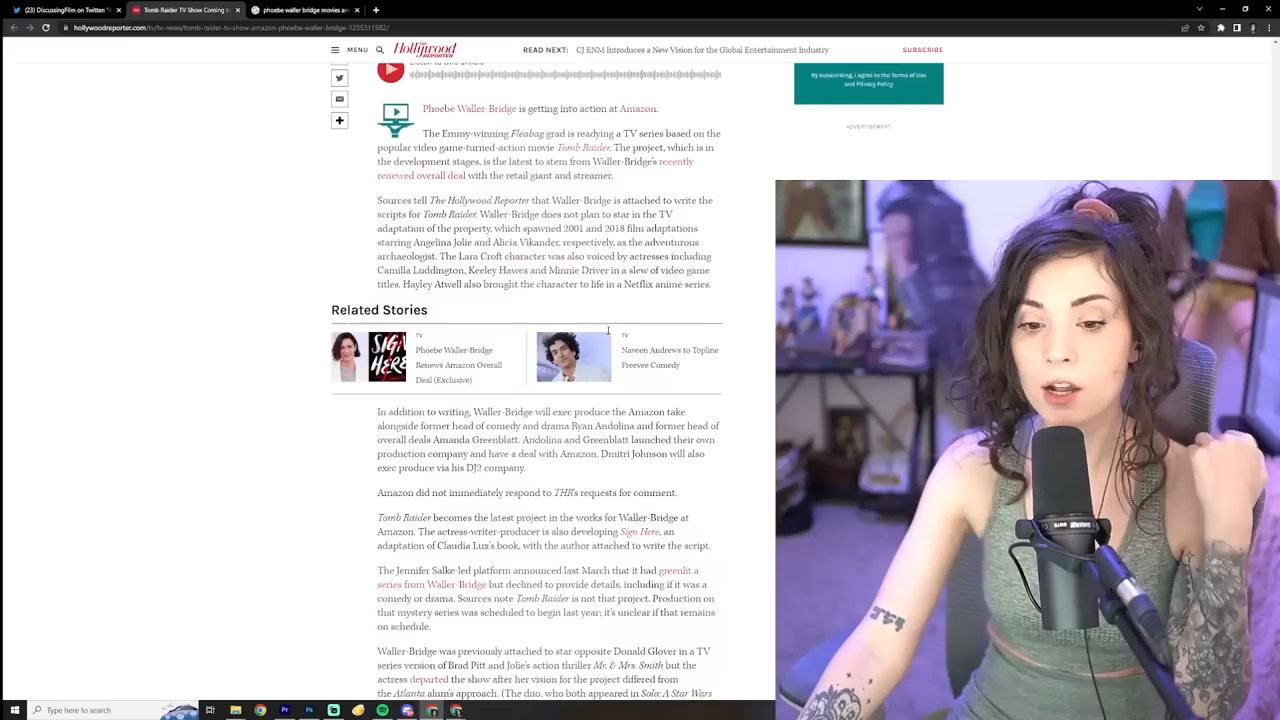 (23) DiscussingFilm on Twitter: "
Tomb Raider TV Show Coming t
phoebe waller bridge movies an
hollywoodreporter.com/tv/tv-news/tomb-raider-tv-show-amazon-phoebe-waller-bridge-1235311582/
MENU
Hollywood
REPORTER
READ NEXT: CJ ENM Introduces a New Vision for the Global Entertainment Industry
SUBSCRIBE
By subscribing, I agree to the Terms of Use
and Privacy Policy
ADVERTISEMENT
Phoebe Waller-Bridge is getting into action at Amazon.
The Emmy-winning Fleabag grad is readying a TV series based on the
popular video game-turned-action movie Tomb Raider. The project, which is in
the development stages, is the latest to stem from Waller-Bridge's recently
renewed overall deal with the retail giant and streamer.
Sources tell The Hollywood Reporter that Waller-Bridge is attached to write the
scripts for Tomb Raider. Waller-Bridge does not plan to star in the TV
adaptation of the property, which spawned 2001 and 2018 film adaptations
starring Angelina Jolie and Alicia Vikander, respectively, as the adventurous
archaeologist. The Lara Croft character was also voiced by actresses including
Camilla Luddington, Keeley Hawes and Minnie Driver in a slew of video game
titles. Hayley Atwell also brought the character to life in a Netflix anime series.
Related Stories
SIGN
HERE
TV
Phoebe Waller-Bridge
Renews Amazon Overall
Deal (Exclusive)
TV
Naveen Andrews to Topline
Freevee Comedy
In addition to writing, Waller-Bridge will exec produce the Amazon take
alongside former head of comedy and drama Ryan Andolina and former head of
overall deals Amanda Greenblatt. Andolina and Greenblatt launched their own
production company and have a deal with Amazon. Dmitri Johnson will also
exec produce via his DJ2 company.
Amazon did not immediately respond to THR's requests for comment.
Tomb Raider becomes the latest project in the works for Waller-Bridge at
Amazon. The actress-writer-producer is also developing Sign Here, an
adaptation of Claudia Lux's book, with the author attached to write the script.
The Jennifer Salke-led platform announced last March that it had greenlit a
series from Waller-Bridge but declined to provide details, including if it was a
comedy or drama. Sources note Tomb Raider is not that project. Production on
that mystery series was scheduled to begin last year; it's unclear if that remains
on schedule.
Waller-Bridge was previously attached to star opposite Donald Glover in a TV
series version of Brad Pitt and Jolie's action thriller Mr. & Mrs. Smith but the
actress departed the show after her vision for the project differed from
the Atlanta alum's approach. (The duo, who both appeared in Solo: A Star Wars
Type here to search